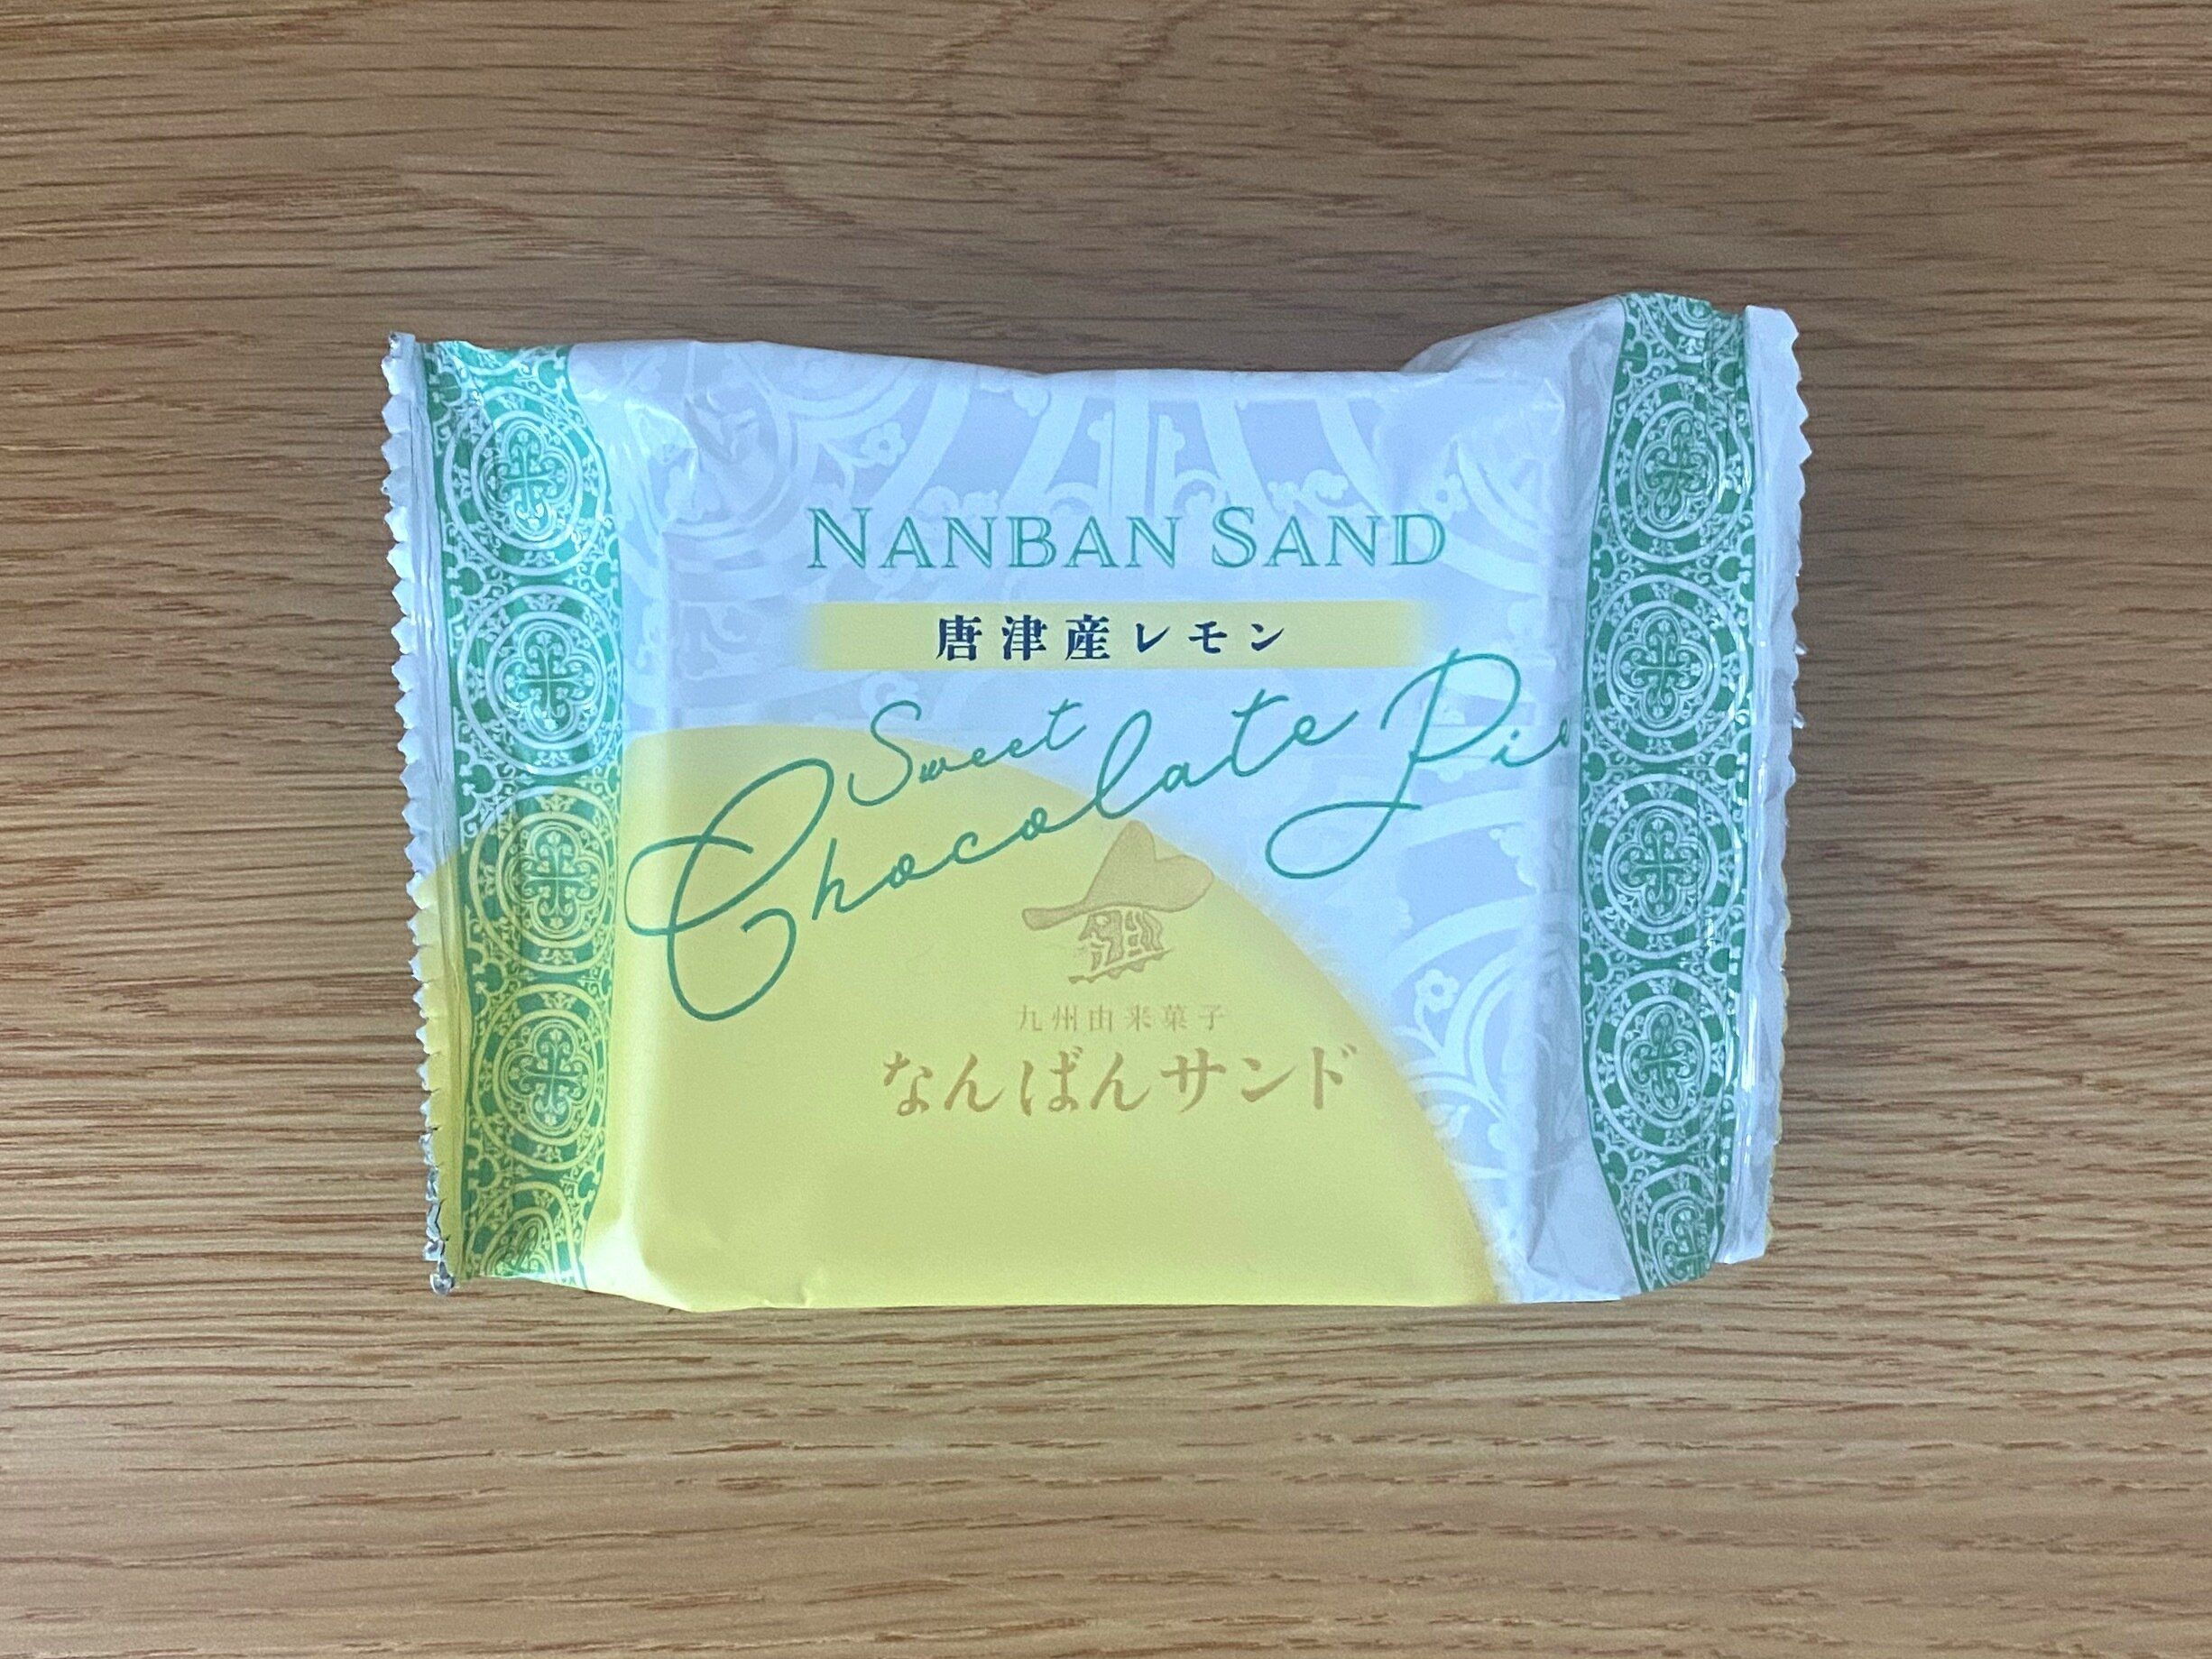 NANBAN SAND
唐津産レモン
Sweet
Chocolate Pie
九州由来菓子
なんばんサンド